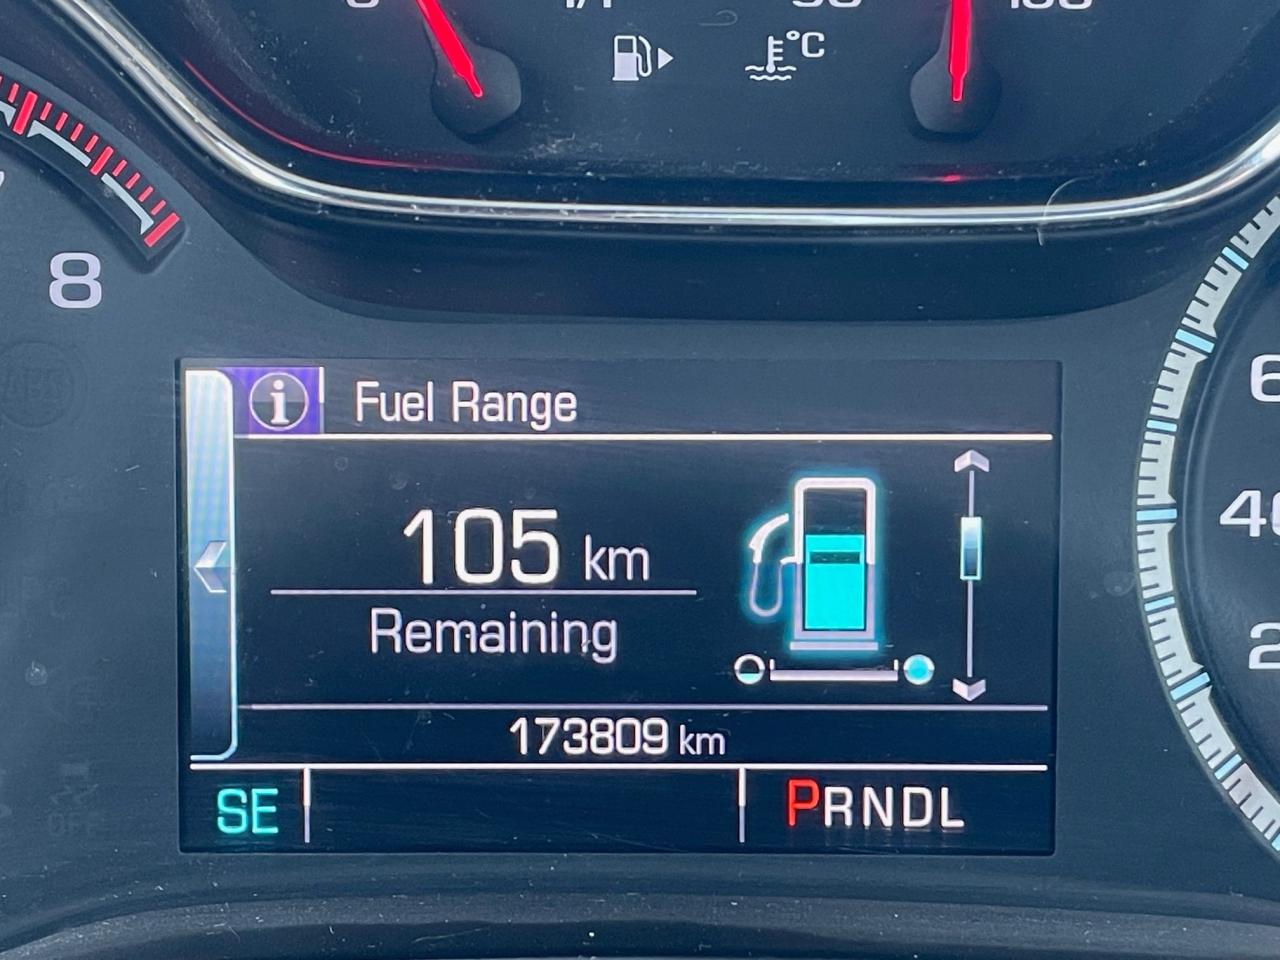 °C
8
Fuel Range
105 km
Remaining
173809 km
SE
PRNDL